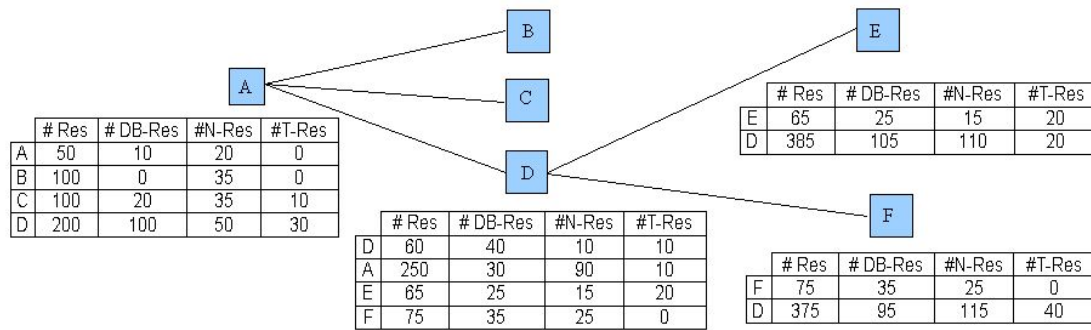 B
E
A
C
# Res # DB-Res #N-Res #T-Res
E 65 25 15 20
D 385 105 110 20
# Res # DB-Res #N-Res #T-Res
A 50 10 20 0
B 100 0 35 0
C 100 20 35 10
D 200 100 50 30
D
F
# Res # DB-Res #N-Res #T-Res
D 60 40 10 10
A 250 30 90 10
E 65 25 15 20
F 75 35 25 0
# Res # DB-Res #N-Res #T-Res
F 75 35 25 0
D 375 95 115 40